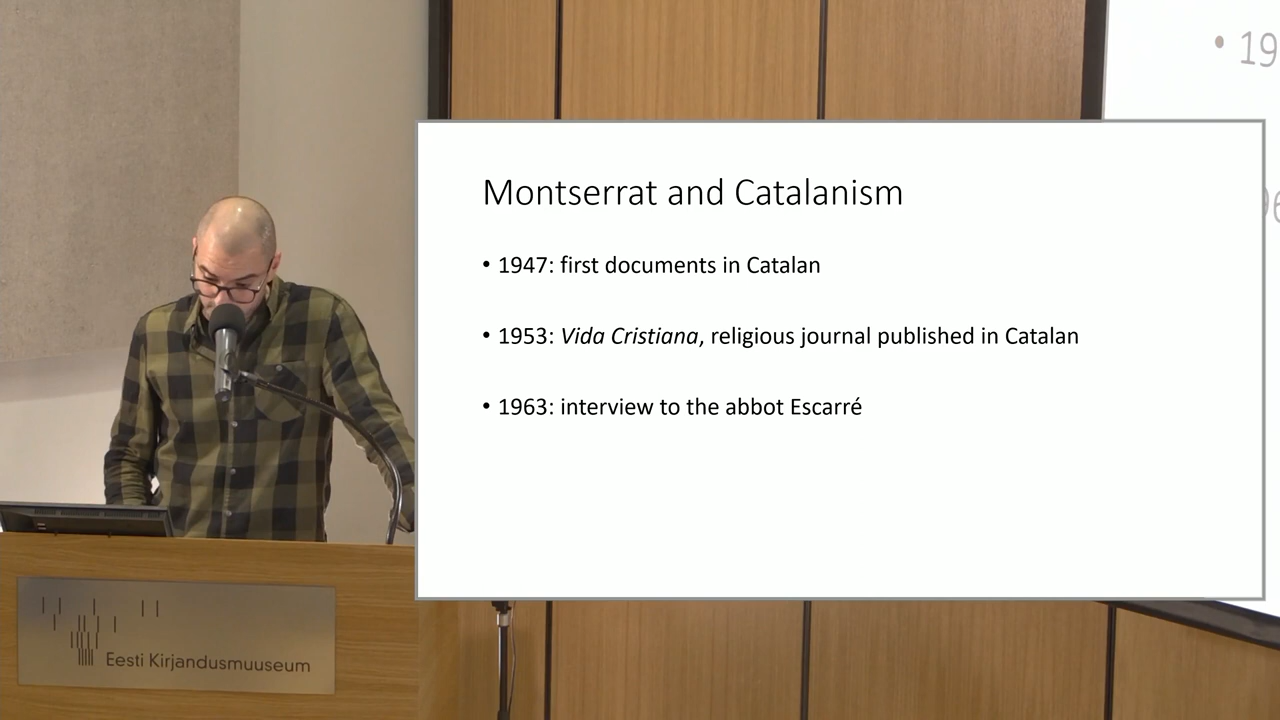 Montserrat and Catalanism
• 1947: first documents in Catalan
• 1953: Vida Cristiana, religious journal published in Catalan
• 1963: interview to the abbot Escarré
• 19
Eesti Kirjandusmuuseum